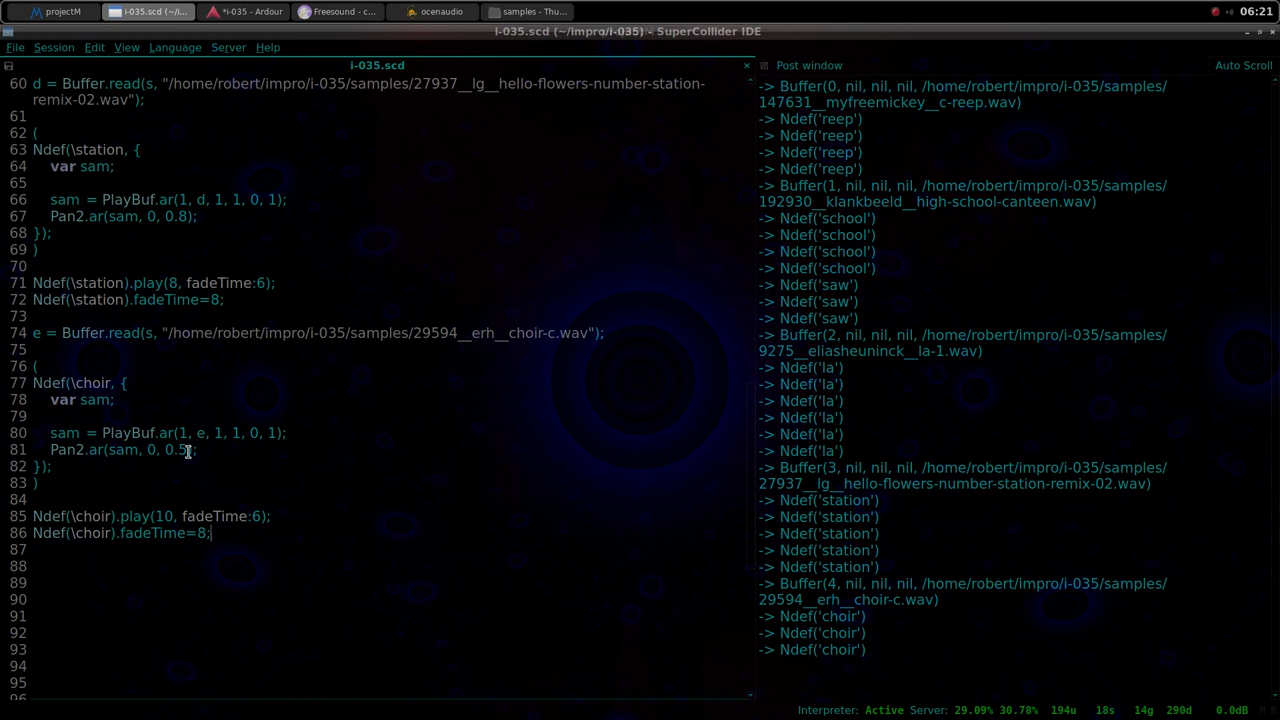 projectM
i-035.scd (~/i...
*i-035 - Ardour
Freesound - c...
ocenaudio
samples - Thu...
06:21
i-035.scd (~/impro/i-035) - SuperCollider IDE
File Session Edit View Language Server Help
i-035.scd
60 d = Buffer.read(s, "/home/robert/impro/i-035/samples/27937__lg__hello-flowers-number-station-
remix-02.wav");
61
62 (
63 Ndef(\station, {
64 var sam;
65
66 sam = PlayBuf.ar(1, d, 1, 1, 0, 1);
67 Pan2.ar(sam, 0, 0.8);
68 });
69 )
70
71 Ndef(\station).play(8, fadeTime:6);
72 Ndef(\station).fadeTime=8;
73
74 e = Buffer.read(s, "/home/robert/impro/i-035/samples/29594__erh__choir-c.wav");
75
76 (
77 Ndef(\choir, {
78 var sam;
79
80 sam = PlayBuf.ar(1, e, 1, 1, 0, 1);
81 Pan2.ar(sam, 0, 0.5);
82 });
83 )
84
85 Ndef(\choir).play(10, fadeTime:6);
86 Ndef(\choir).fadeTime=8;
87
88
89
90
91
92
93
94
95
96
Post window
Auto Scroll
-> Buffer(0, nil, nil, nil, /home/robert/impro/i-035/samples/
147631__myfreemickey__c-reep.wav)
-> Ndef('reep')
-> Ndef('reep')
-> Ndef('reep')
-> Ndef('reep')
-> Buffer(1, nil, nil, nil, /home/robert/impro/i-035/samples/
192930__klankbeeld__high-school-canteen.wav)
-> Ndef('school')
-> Ndef('school')
-> Ndef('school')
-> Ndef('school')
-> Ndef('saw')
-> Ndef('saw')
-> Ndef('saw')
-> Buffer(2, nil, nil, nil, /home/robert/impro/i-035/samples/
9275__eliasheuninck__la-1.wav)
-> Ndef('la')
-> Ndef('la')
-> Ndef('la')
-> Ndef('la')
-> Ndef('la')
-> Ndef('la')
-> Buffer(3, nil, nil, nil, /home/robert/impro/i-035/samples/
27937__lg__hello-flowers-number-station-remix-02.wav)
-> Ndef('station')
-> Ndef('station')
-> Ndef('station')
-> Ndef('station')
-> Ndef('station')
-> Buffer(4, nil, nil, nil, /home/robert/impro/i-035/samples/
29594__erh__choir-c.wav)
-> Ndef('choir')
-> Ndef('choir')
-> Ndef('choir')
Interpreter: Active Server: 29.09% 30.78% 194u 18s 14g 290d 0.0dB M R